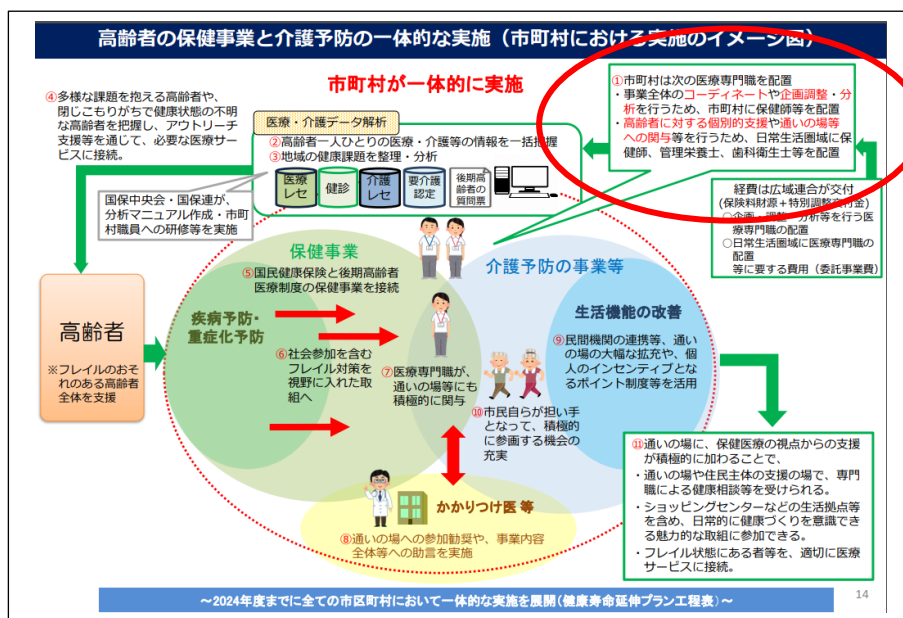 高齢者の保健事業と介護予防の一体的な実施（市町村における実施のイメージ図）
市町村が一体的に実施
①市町村は次の医療専門職を配置
・事業全体のコーディネートや企画調整・分
析を行うため、市町村に保健師等を配置
・高齢者に対する個別的支援や通いの場等
への関与等を行うため、日常生活圏域に保
健師、管理栄養士、歯科衛生士等を配置
④多様な課題を抱える高齢者や、
閉じこもりがちで健康状態の不明
な高齢者を把握し、アウトリーチ
支援等を通じて、必要な医療サー
ビスに接続。
医療・介護データ解析
②高齢者一人ひとりの医療・介護等の情報を一括把握
③地域の健康課題を整理・分析
医療
レセ
健診
介護
レセ
要介護
認定
後期高
齢者の
質問票
国保中央会・国保連が、
分析マニュアル作成・市町
村職員への研修等を実施
経費は広域連合が交付
(保険料財源＋特別調整交付金)
○企画・調整・分析等を行う医
療専門職の配置
○日常生活圏域に医療専門職の配
置
等に要する費用（委託事業費）
保健事業
⑤国民健康保険と後期高齢者
医療制度の保健事業を接続
介護予防の事業等
高齢者
※フレイルのおそ
れのある高齢者
全体を支援
疾病予防・
重症化予防
⑥社会参加を含む
フレイル対策を
視野に入れた取
組へ
⑦医療専門職が、
通いの場等にも
積極的に関与
生活機能の改善
⑨民間機関の連携等、通い
の場の大幅な拡充や、個
人のインセンティブとな
るポイント制度等を活用
⑩市民自らが担い手
となって、積極的
に参画する機会の
充実
かかりつけ医 等
⑧通いの場への参加勧奨や、事業内容
全体等への助言を実施
⑪通いの場に、保健医療の視点からの支援
が積極的に加わることで、
・通いの場や住民主体の支援の場で、専門
職による健康相談等を受けられる。
・ショッピングセンターなどの生活拠点等
を含め、日常的に健康づくりを意識でき
る魅力的な取組に参加できる。
・フレイル状態にある者等を、適切に医療
サービスに接続。
～2024年度までに全ての市区町村において一体的な実施を展開(健康寿命延伸プラン工程表)～
14